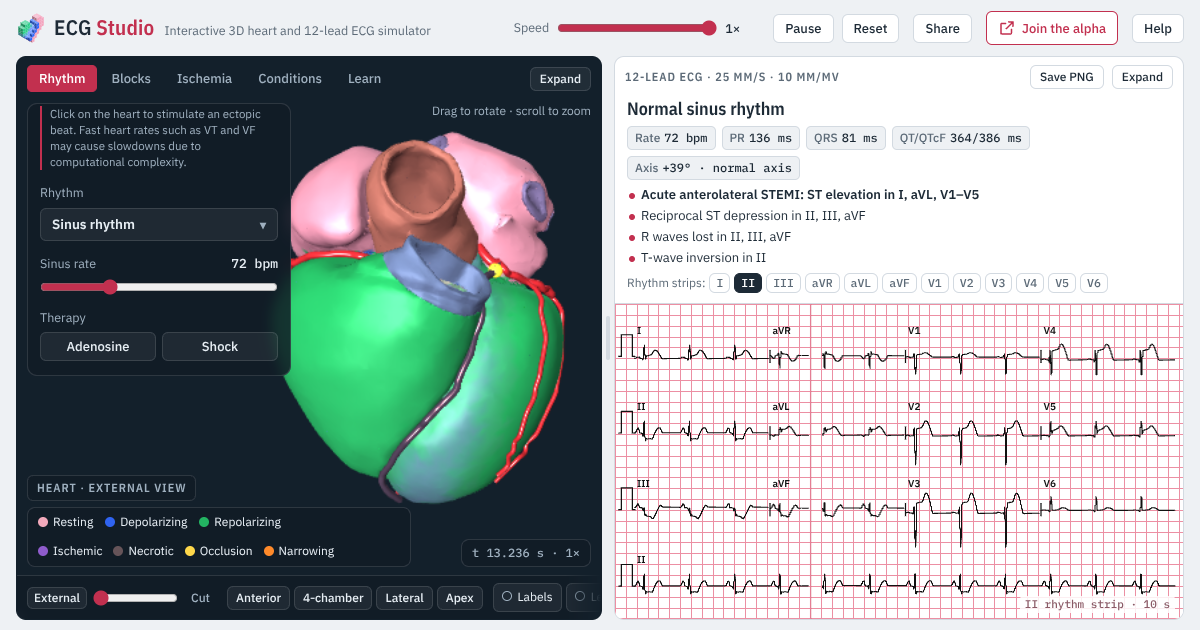 ECG Studio
Interactive 3D heart and 12-lead ECG simulator
Speed 1×
Pause
Reset
Share
Join the alpha
Help
Rhythm
Blocks
Ischemia
Conditions
Learn
Expand
Click on the heart to stimulate an ectopic
beat. Fast heart rates such as VT and VF
may cause slowdowns due to
computational complexity.
Drag to rotate · scroll to zoom
Rhythm
Sinus rhythm
Sinus rate 72 bpm
Therapy
Adenosine
Shock
HEART · EXTERNAL VIEW
Resting Depolarizing Repolarizing
Ischemic Necrotic Occlusion Narrowing
t 13.236 s · 1×
External
Cut
Anterior
4-chamber
Lateral
Apex
Labels
12-LEAD ECG · 25 MM/S · 10 MM/MV
Save PNG
Expand
Normal sinus rhythm
Rate 72 bpm
PR 136 ms
QRS 81 ms
QT/QTcF 364/386 ms
Axis +39° · normal axis
Acute anterolateral STEMI: ST elevation in I, aVL, V1–V5
Reciprocal ST depression in II, III, aVF
R waves lost in II, III, aVF
T-wave inversion in II
Rhythm strips: I II III aVR aVL aVF V1 V2 V3 V4 V5 V6
I aVR V1 V4
II aVL V2 V5
III aVF V3 V6
II
II rhythm strip · 10 s